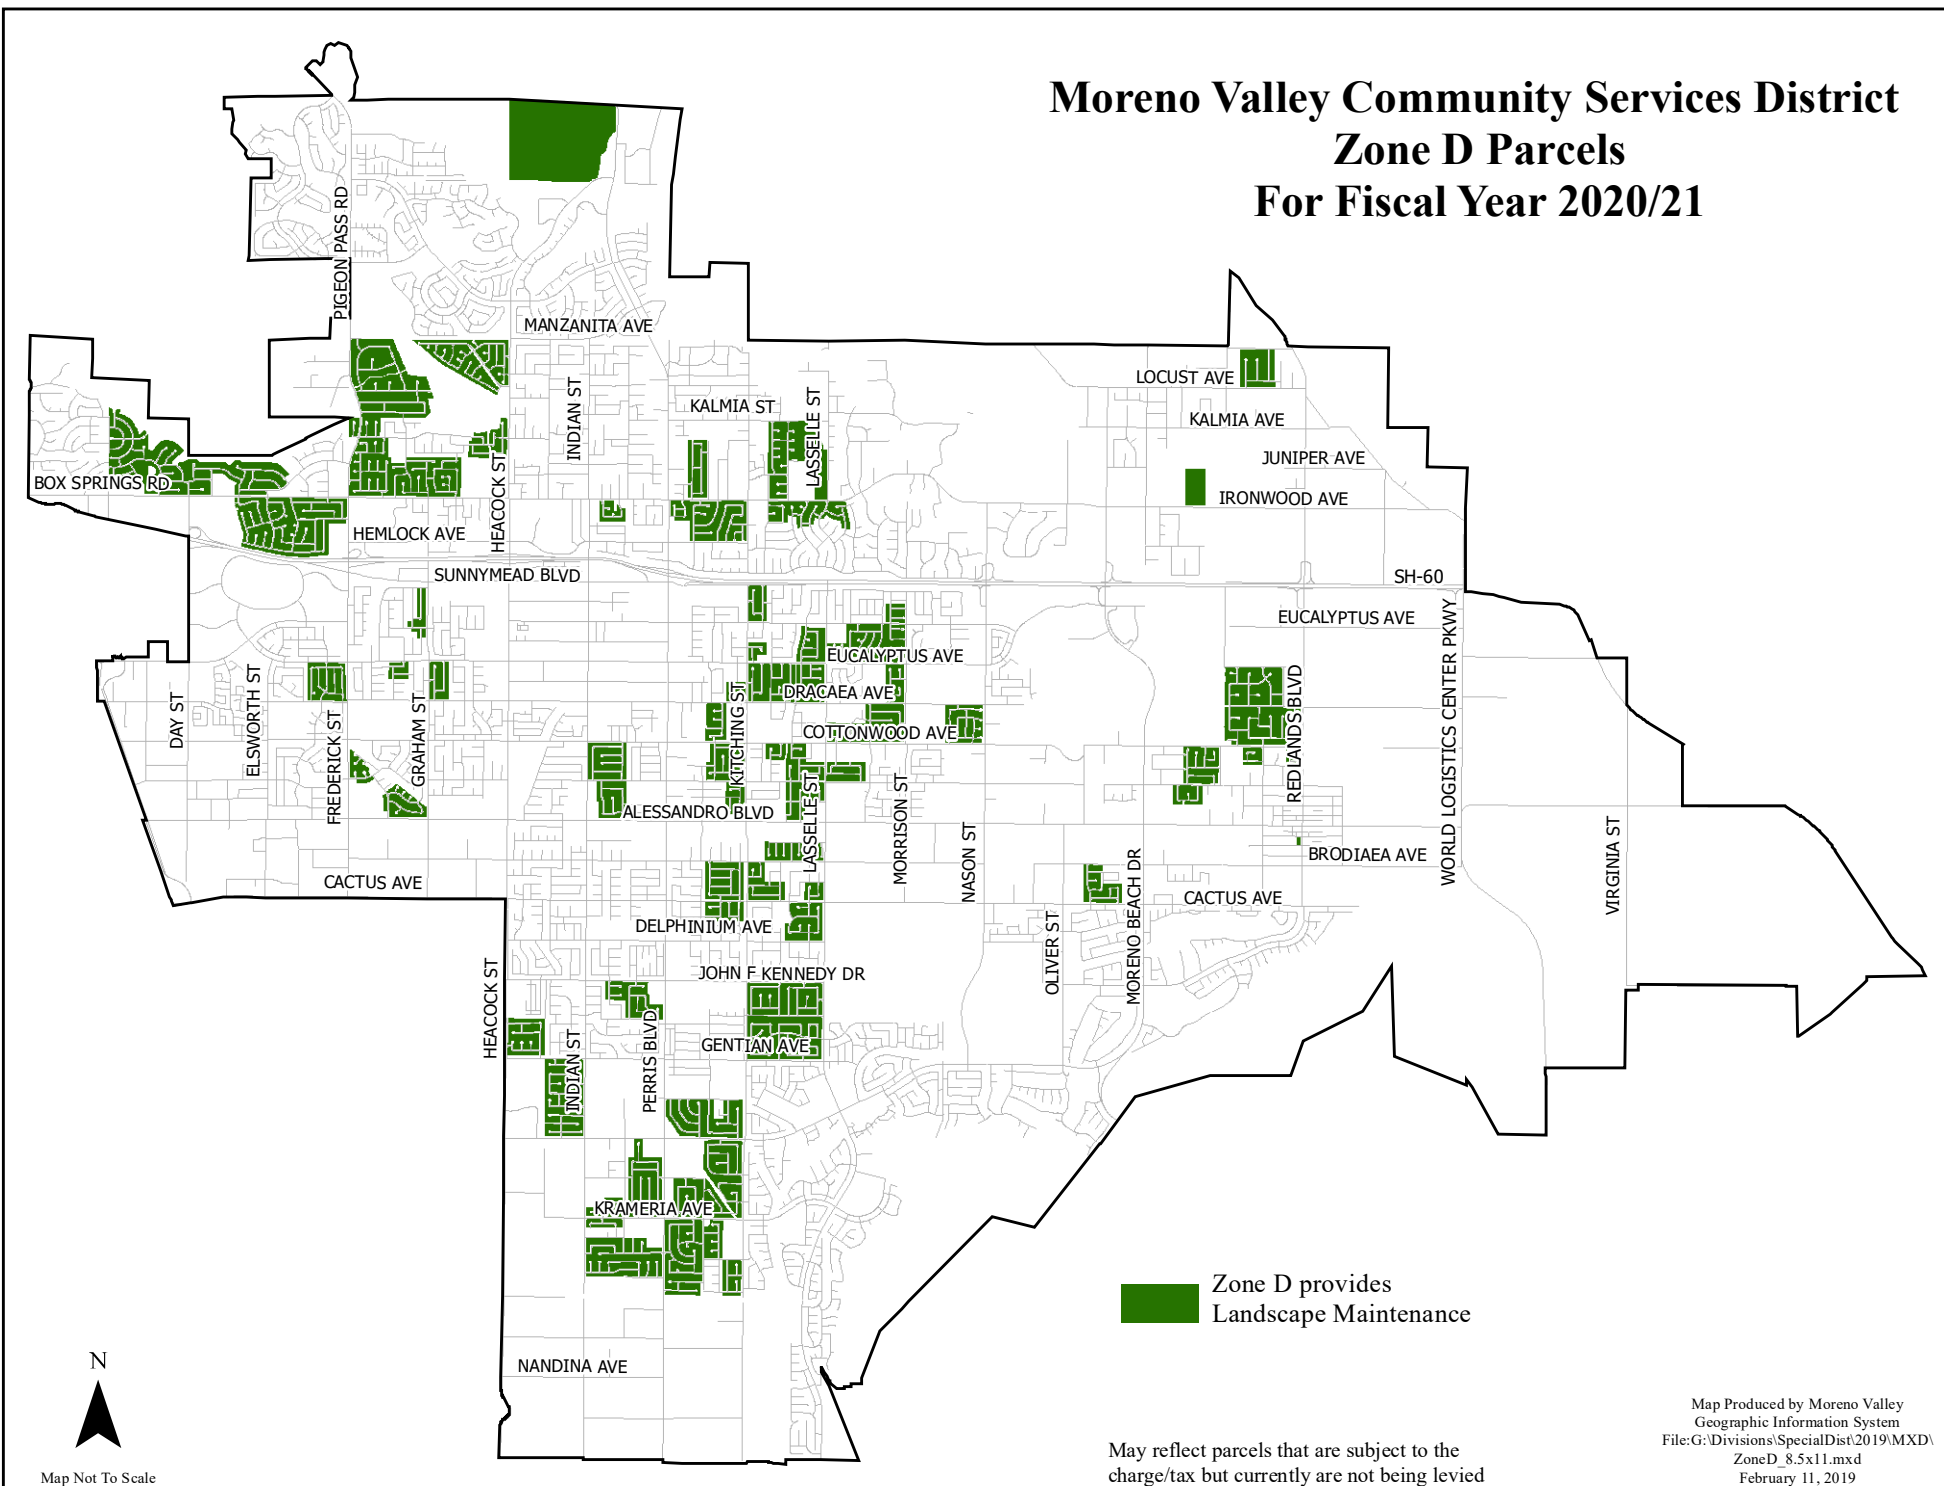 Moreno Valley Community Services District
Zone D Parcels
For Fiscal Year 2020/21
PIGEON PASS RD
MANZANITA AVE
LOCUST AVE
INDIAN ST
KALMIA ST
LASSELLE ST
KALMIA AVE
JUNIPER AVE
BOX SPRINGS RD
HEACOCK ST
IRONWOOD AVE
HEMLOCK AVE
SUNNYMEAD BLVD
SH-60
EUCALYPTUS AVE
EUCALYPTUS AVE
DAY ST
ELSWORTH ST
FREDERICK ST
GRAHAM ST
KITCHING ST
DRACAEA AVE
COTTONWOOD AVE
REDLANDS BLVD
WORLD LOGISTICS CENTER PKWY
ALESSANDRO BLVD
LASSELLE ST
MORRISON ST
NASON ST
BRODIAEA AVE
VIRGINIA ST
CACTUS AVE
MORENO BEACH DR
CACTUS AVE
DELPHINIUM AVE
OLIVER ST
HEACOCK ST
JOHN F KENNEDY DR
INDIAN ST
PERRIS BLVD
GENTIAN AVE
KRAMERIA AVE
Zone D provides
Landscape Maintenance
N
NANDINA AVE
Map Not To Scale
May reflect parcels that are subject to the
charge/tax but currently are not being levied
Map Produced by Moreno Valley
Geographic Information System
File:G:\Divisions\SpecialDist\2019\MXD\
ZoneD_8.5x11.mxd
February 11, 2019